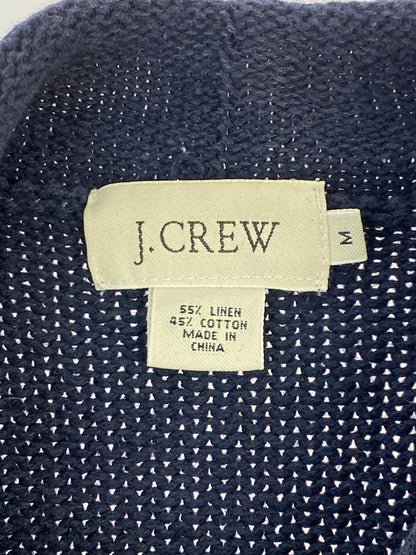 J.CREW
M
55% LINEN
45% COTTON
MADE IN
CHINA